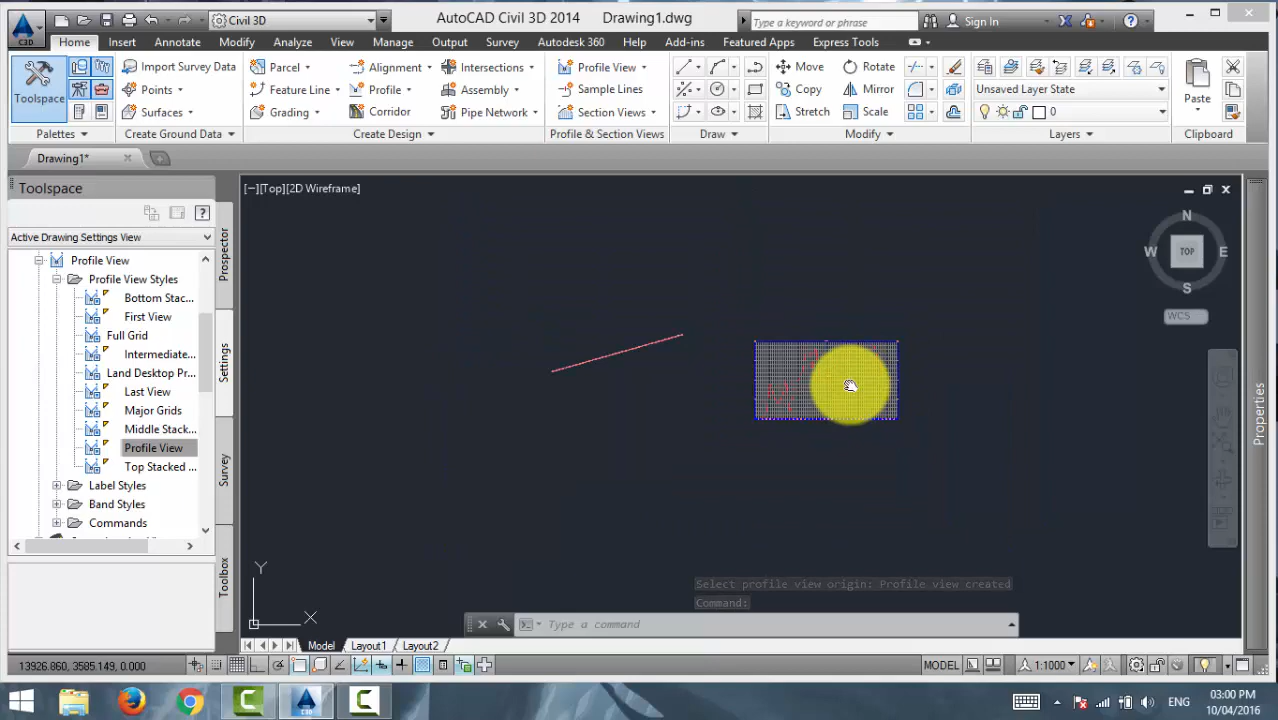 C3D
Civil 3D
AutoCAD Civil 3D 2014 Drawing1.dwg
Type a keyword or phrase
Sign In
Home Insert Annotate Modify Analyze View Manage Output Survey Autodesk 360 Help Add-ins Featured Apps Express Tools
Toolspace
Import Survey Data
Points
Surfaces
Parcel
Feature Line
Grading
Alignment
Profile
Corridor
Intersections
Assembly
Pipe Network
Profile View
Sample Lines
Section Views
Move
Copy
Stretch
Rotate
Mirror
Scale
Unsaved Layer State
0
Paste
Palettes Create Ground Data Create Design Profile & Section Views Draw Modify Layers Clipboard
Drawing1*
Toolspace
Active Drawing Settings View
Profile View
Profile View Styles
Bottom Stac...
First View
Full Grid
Intermediate...
Land Desktop Pr...
Last View
Major Grids
Middle Stack...
Profile View
Top Stacked ...
Label Styles
Band Styles
Commands
Prospector
Settings
Survey
Toolbox
[−][Top][2D Wireframe]
N
W TOP E
S
WCS
Properties
Y
X
Select profile view origin: Profile view created
Command:
Type a command
Model Layout1 Layout2
13926.860, 3585.149, 0.000
MODEL
1:1000
ENG
03:00 PM
10/04/2016